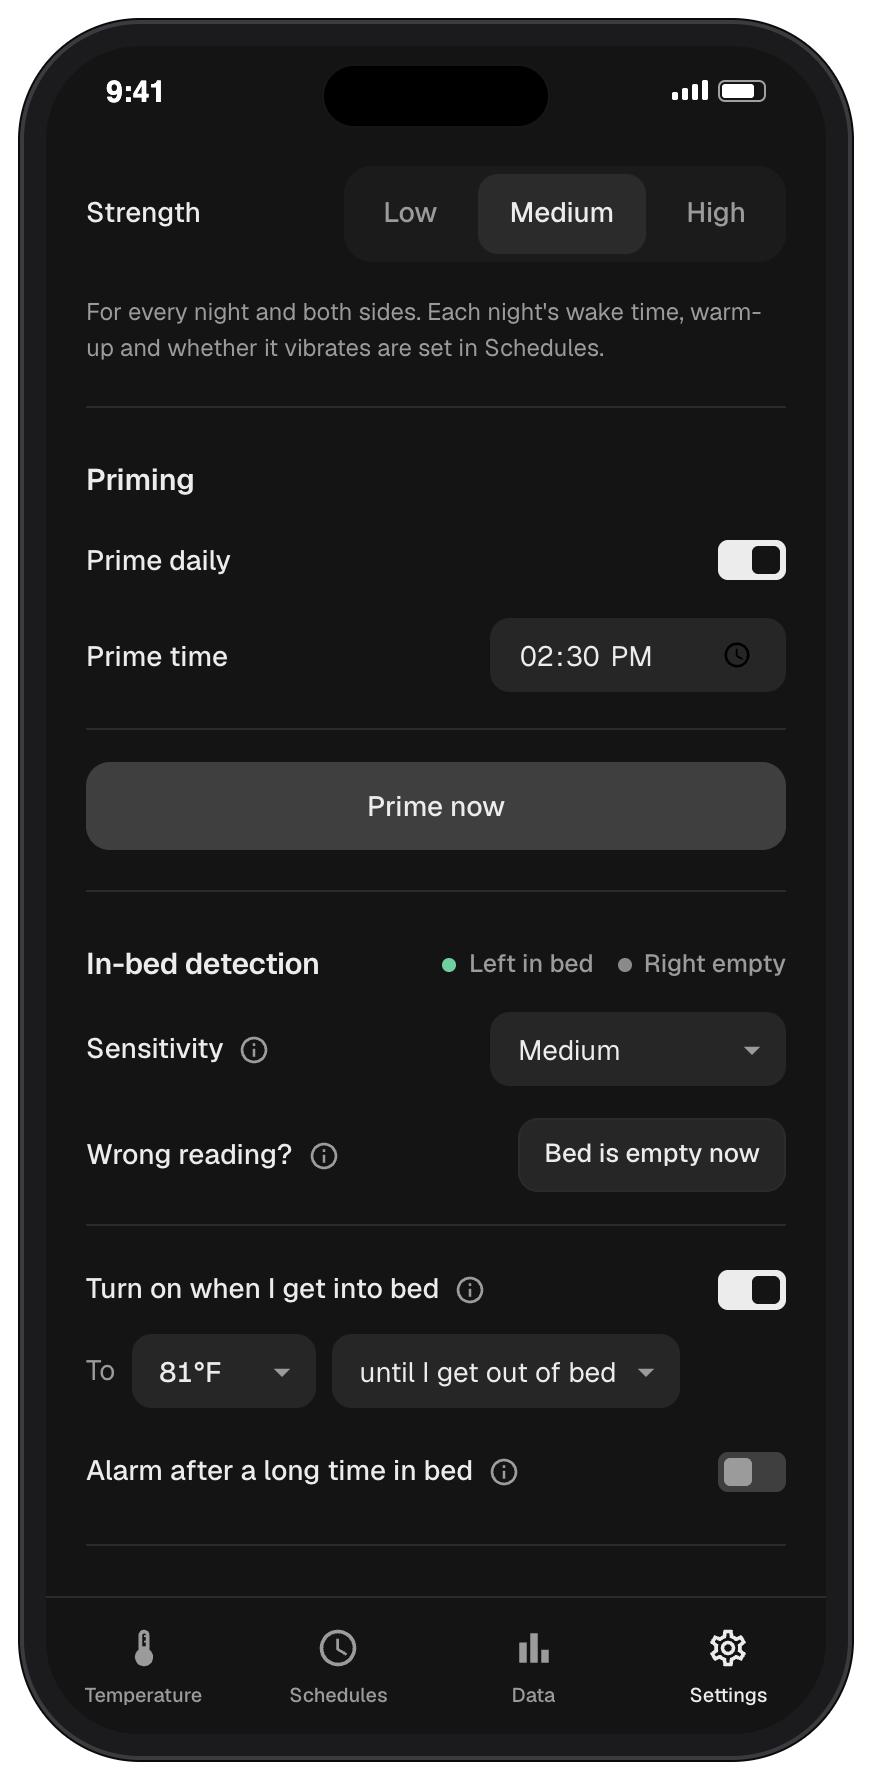 9:41
Strength Low Medium High
For every night and both sides. Each night's wake time, warm-
up and whether it vibrates are set in Schedules.
Priming
Prime daily
Prime time 02:30 PM
Prime now
In-bed detection Left in bed Right empty
Sensitivity Medium
Wrong reading? Bed is empty now
Turn on when I get into bed
To 81°F until I get out of bed
Alarm after a long time in bed
Temperature Schedules Data Settings